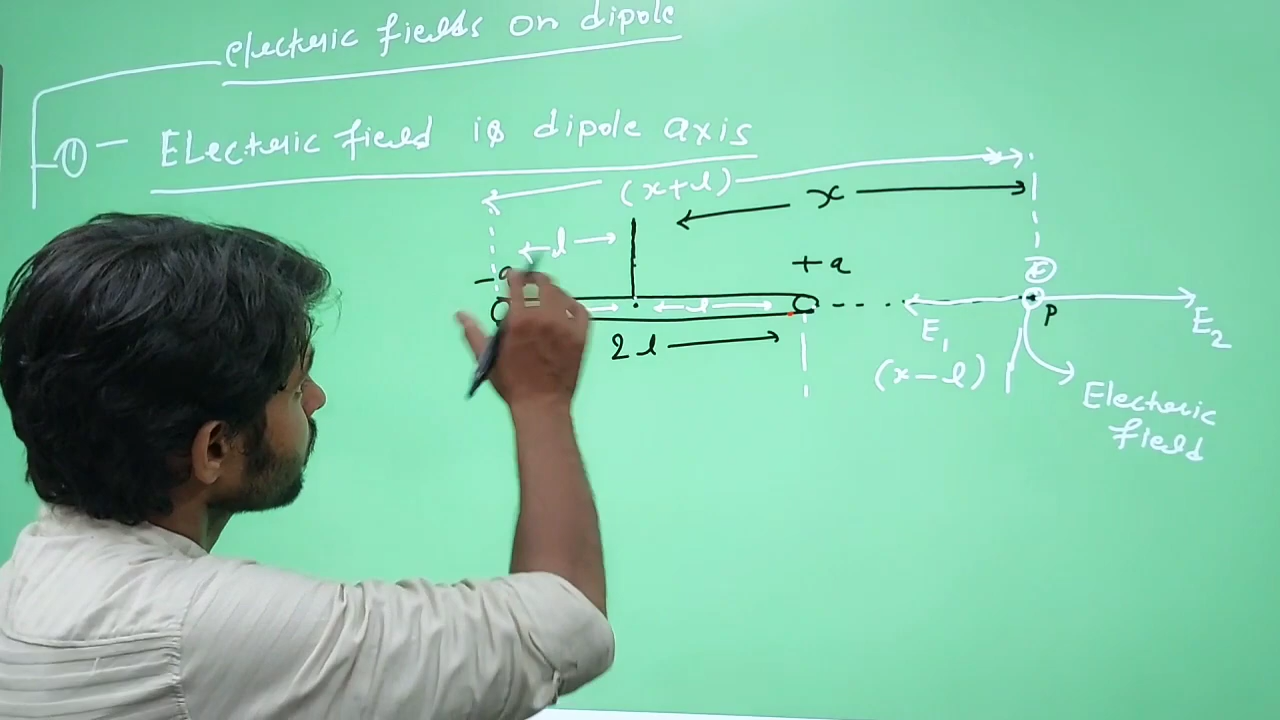 electric fields on dipole
① - Electric field is dipole axis
(x+l)
x
l
-q
+q
l
2l
P
E₁
E₂
(x-l)
Electric
field